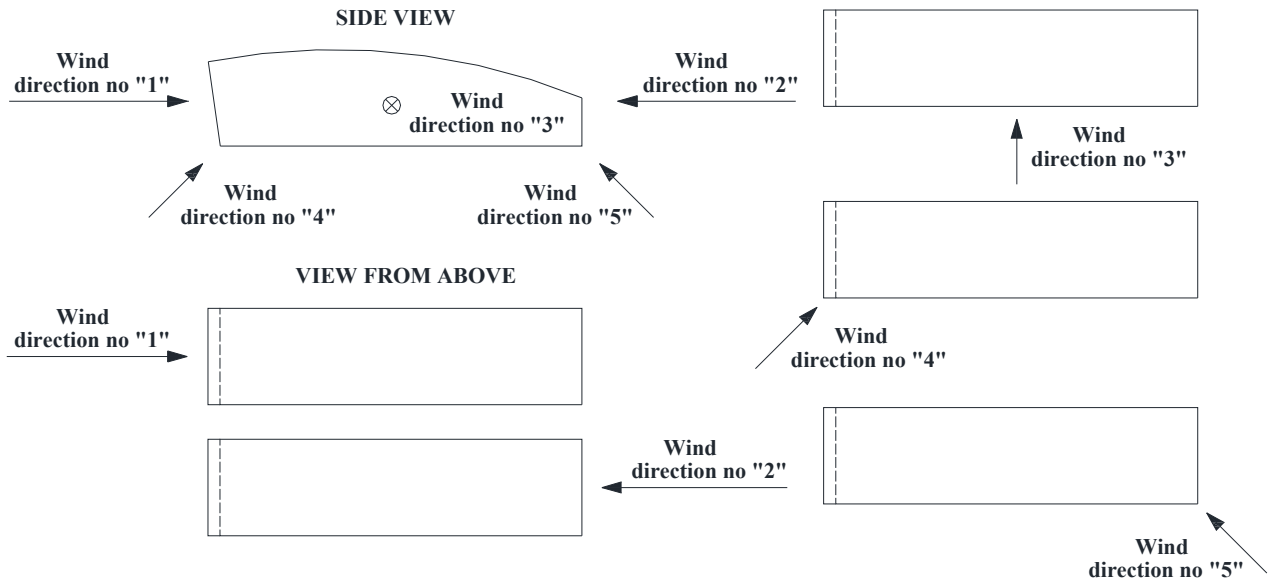 SIDE VIEW
Wind
direction no "1"
Wind
direction no "3"
Wind
direction no "2"
Wind
direction no "4"
Wind
direction no "5"
Wind
direction no "3"
VIEW FROM ABOVE
Wind
direction no "1"
Wind
direction no "4"
Wind
direction no "2"
Wind
direction no "5"